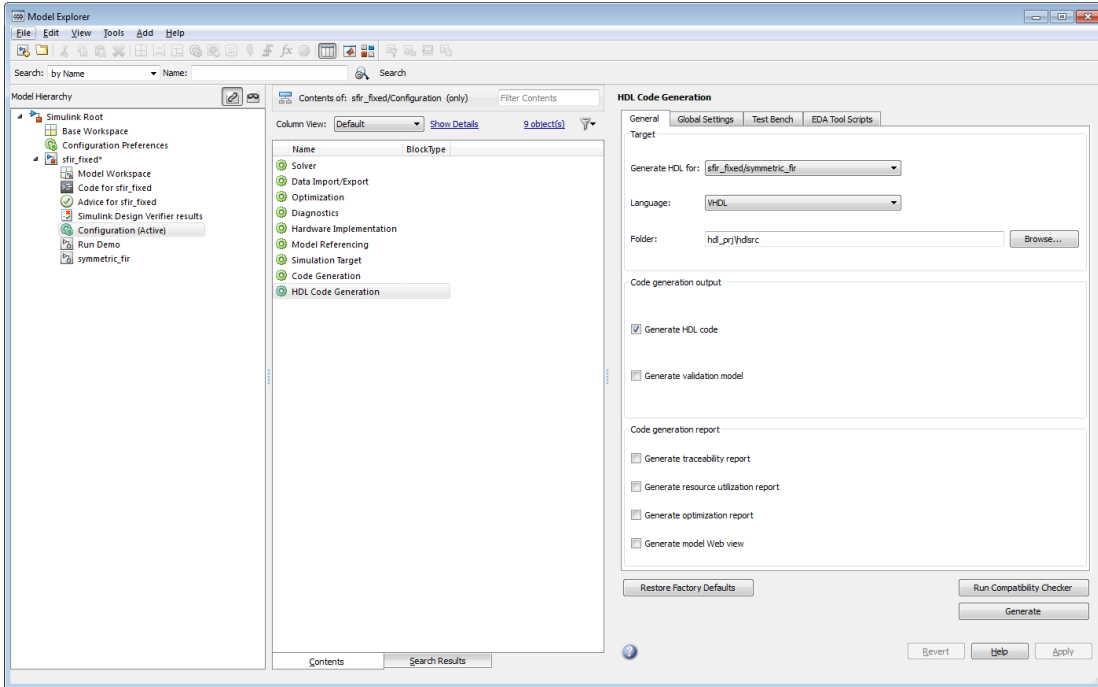 Model Explorer
File Edit View Tools Add Help
fx
Search: by Name Name: Search
Model Hierarchy
Simulink Root
Base Workspace
Configuration Preferences
sfir_fixed*
Model Workspace
Code for sfir_fixed
Advice for sfir_fixed
Simulink Design Verifier results
Configuration (Active)
Run Demo
symmetric_fir
Contents of: sfir_fixed/Configuration (only) Filter Contents
Column View: Default Show Details 9 object(s)
Name BlockType
Solver
Data Import/Export
Optimization
Diagnostics
Hardware Implementation
Model Referencing
Simulation Target
Code Generation
HDL Code Generation
Contents Search Results
HDL Code Generation
General Global Settings Test Bench EDA Tool Scripts
Target
Generate HDL for: sfir_fixed/symmetric_fir
Language: VHDL
Folder: hdl_prj\hdlsrc Browse...
Code generation output
Generate HDL code
Generate validation model
Code generation report
Generate traceability report
Generate resource utilization report
Generate optimization report
Generate model Web view
Restore Factory Defaults Run Compatibility Checker
Generate
Revert Help Apply